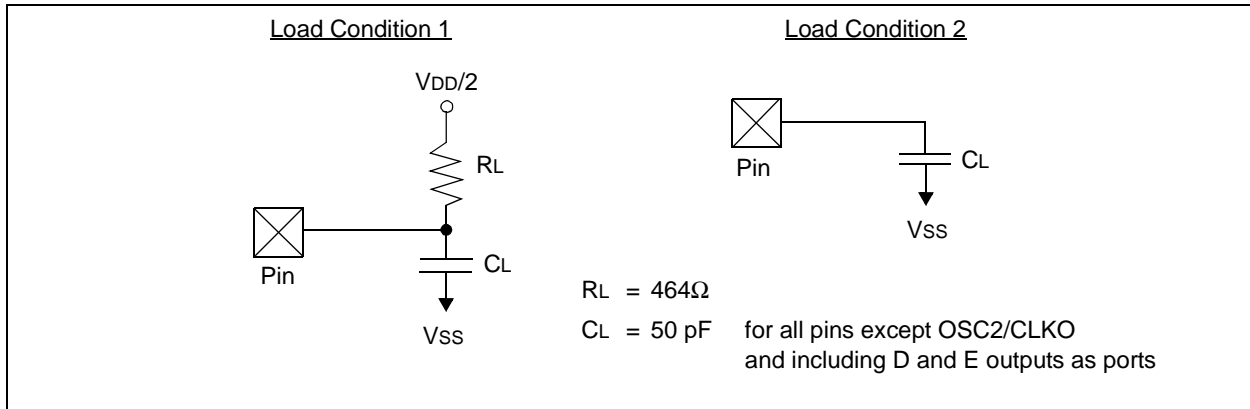 Load Condition 1
VDD/2
RL
Pin
CL
VSS
Load Condition 2
Pin
CL
VSS
RL = 464Ω
CL = 50 pF for all pins except OSC2/CLKO
and including D and E outputs as ports